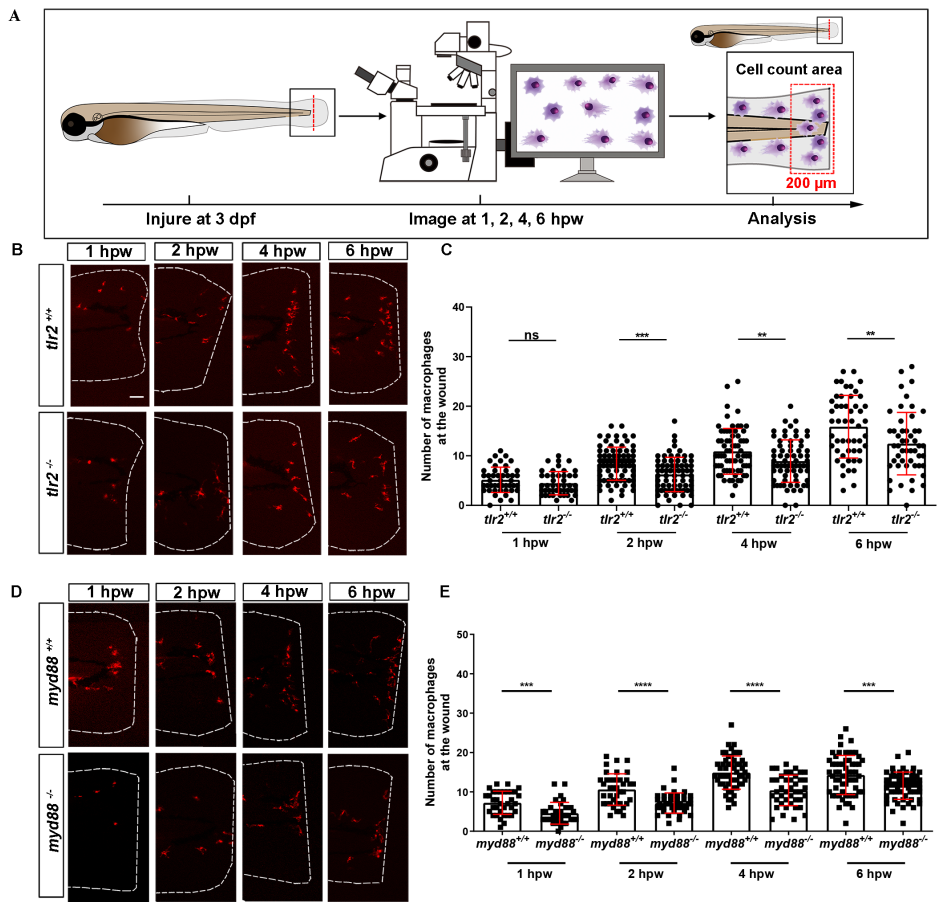 A
Cell count area
200 µm
Injure at 3 dpf
Image at 1, 2, 4, 6 hpw
Analysis
B
1 hpw
2 hpw
4 hpw
6 hpw
tlr2 +/+
tlr2 -/-
C
Number of macrophages
at the wound
40
30
20
10
0
ns
***
**
**
tlr2+/+
tlr2-/-
tlr2+/+
tlr2-/-
tlr2+/+
tlr2-/-
tlr2+/+
tlr2-/-
1 hpw
2 hpw
4 hpw
6 hpw
D
1 hpw
2 hpw
4 hpw
6 hpw
myd88 +/+
myd88 -/-
E
Number of macrophages
at the wound
50
40
30
20
10
0
***
****
****
***
myd88+/+
myd88-/-
myd88+/+
myd88-/-
myd88+/+
myd88-/-
myd88+/+
myd88-/-
1 hpw
2 hpw
4 hpw
6 hpw